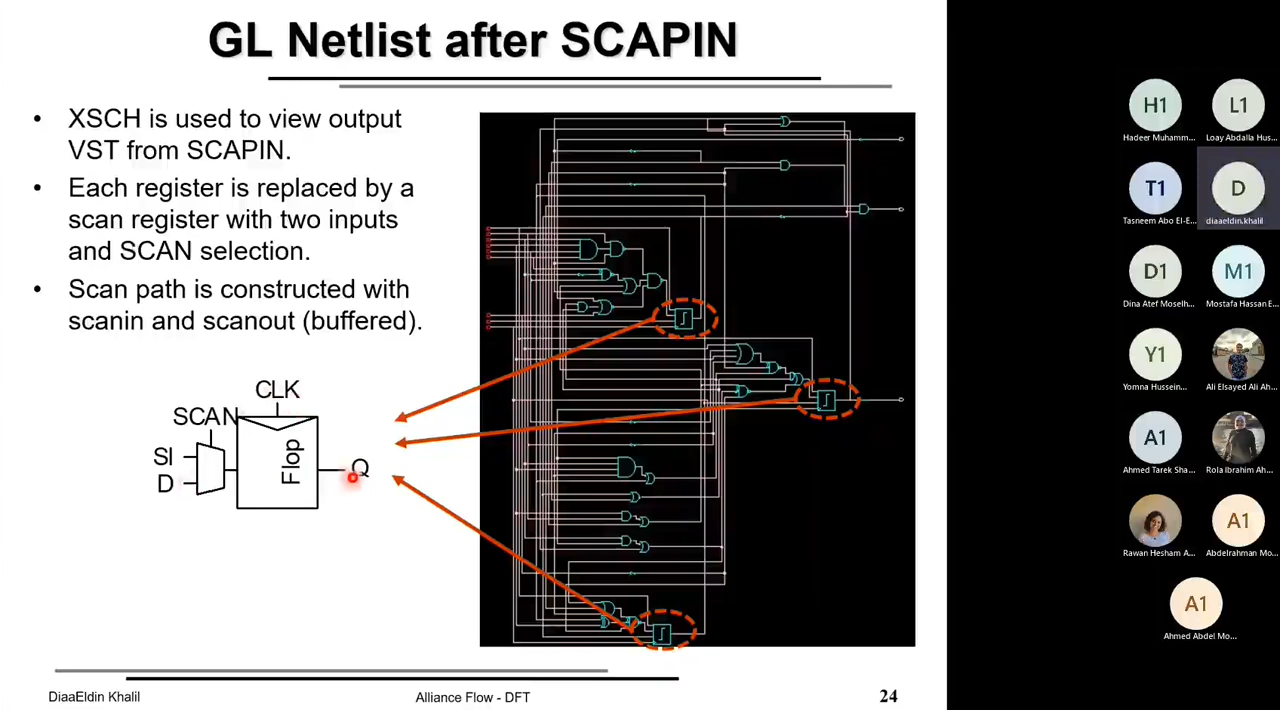 GL Netlist after SCAPIN
• XSCH is used to view output
VST from SCAPIN.
• Each register is replaced by a
scan register with two inputs
and SCAN selection.
• Scan path is constructed with
scanin and scanout (buffered).
CLK
SCAN
SI
D
Flop
Q
DiaaEldin Khalil
Alliance Flow - DFT
24
H1
Hadeer Muhamm...
L1
Loay Abdalla Hus...
T1
Tasneem Abo El-E...
D
diaaeldin.khalil
D1
Dina Atef Moselh...
M1
Mostafa Hassan E...
Y1
Yomna Hussein...
Ali Elsayed Ali Ah...
A1
Ahmed Tarek Sha...
Rola Ibrahim Ah...
Rawan Hesham A...
A1
Abdelrahman Mo...
A1
Ahmed Abdel Mo...